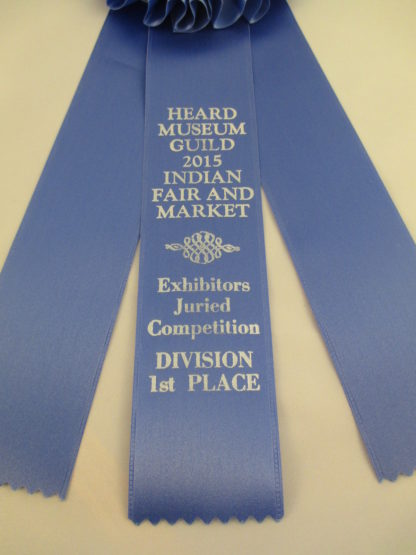 HEARD
MUSEUM
GUILD
2015
INDIAN
FAIR AND
MARKET
Exhibitors
Juried
Competition
DIVISION
1st PLACE